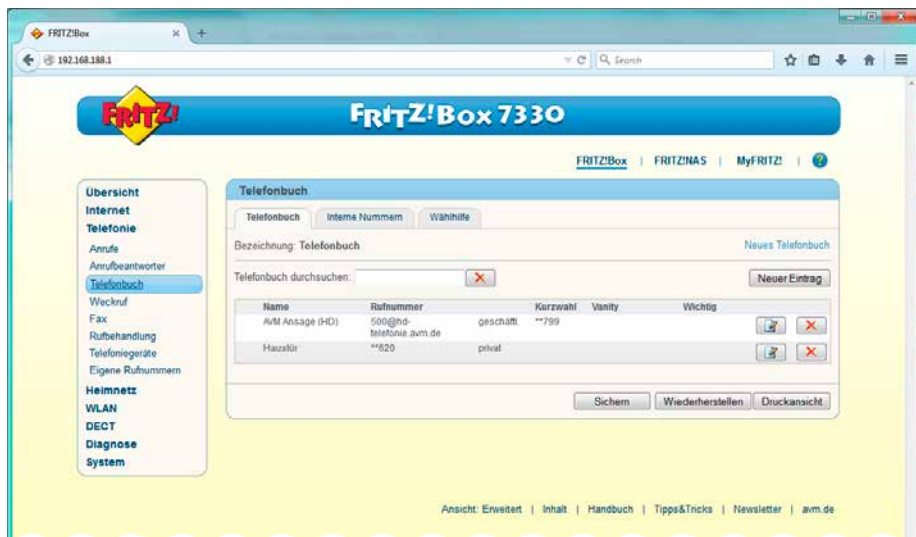 FRITZ!Box
192.168.188.1
Search
FRITZ!
FRITZ!Box 7330
FRITZ!Box | FRITZ!NAS | MyFRITZ! | ?
Übersicht
Internet
Telefonie
Anrufe
Anrufbeantworter
Telefonbuch
Weckruf
Fax
Rufbehandlung
Telefoniegeräte
Eigene Rufnummern
Heimnetz
WLAN
DECT
Diagnose
System
Telefonbuch
Telefonbuch Interne Nummern Wählhilfe
Bezeichnung: Telefonbuch Neues Telefonbuch
Telefonbuch durchsuchen: Neuer Eintrag
Name Rufnummer Kurzwahl Vanity Wichtig
AVM Ansage (HD) 500@hd-telefonie.avm.de geschäftl. **799
Haustür **620 privat
Sichern Wiederherstellen Druckansicht
Ansicht: Erweitert | Inhalt | Handbuch | Tipps&Tricks | Newsletter | avm.de